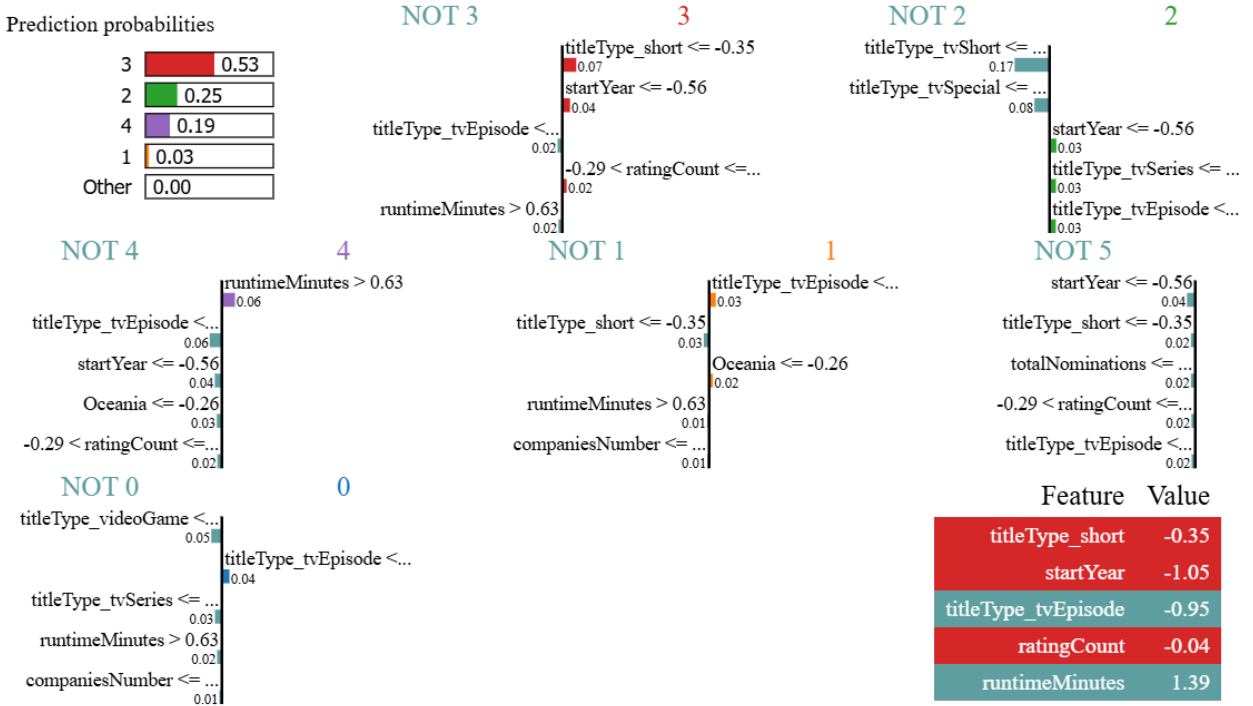 Prediction probabilities
3 0.53
2 0.25
4 0.19
1 0.03
Other 0.00
NOT 3 3
titleType_short <= -0.35
0.07
startYear <= -0.56
0.04
titleType_tvEpisode <...
0.02
-0.29 < ratingCount <=...
0.02
runtimeMinutes > 0.63
0.02
NOT 2 2
titleType_tvShort <= ...
0.17
titleType_tvSpecial <= ...
0.08
startYear <= -0.56
0.03
titleType_tvSeries <= ...
0.03
titleType_tvEpisode <...
0.03
NOT 4 4
runtimeMinutes > 0.63
0.06
titleType_tvEpisode <...
0.06
startYear <= -0.56
0.04
Oceania <= -0.26
0.03
-0.29 < ratingCount <=...
0.02
NOT 1 1
titleType_tvEpisode <...
0.03
titleType_short <= -0.35
0.03
Oceania <= -0.26
0.02
runtimeMinutes > 0.63
0.01
companiesNumber <= ...
0.01
NOT 5
startYear <= -0.56
0.04
titleType_short <= -0.35
0.02
totalNominations <= ...
0.02
-0.29 < ratingCount <=...
0.02
titleType_tvEpisode <...
0.02
NOT 0 0
titleType_videoGame <...
0.05
titleType_tvEpisode <...
0.04
titleType_tvSeries <= ...
0.03
runtimeMinutes > 0.63
0.02
companiesNumber <= ...
0.01
Feature Value
titleType_short -0.35
startYear -1.05
titleType_tvEpisode -0.95
ratingCount -0.04
runtimeMinutes 1.39